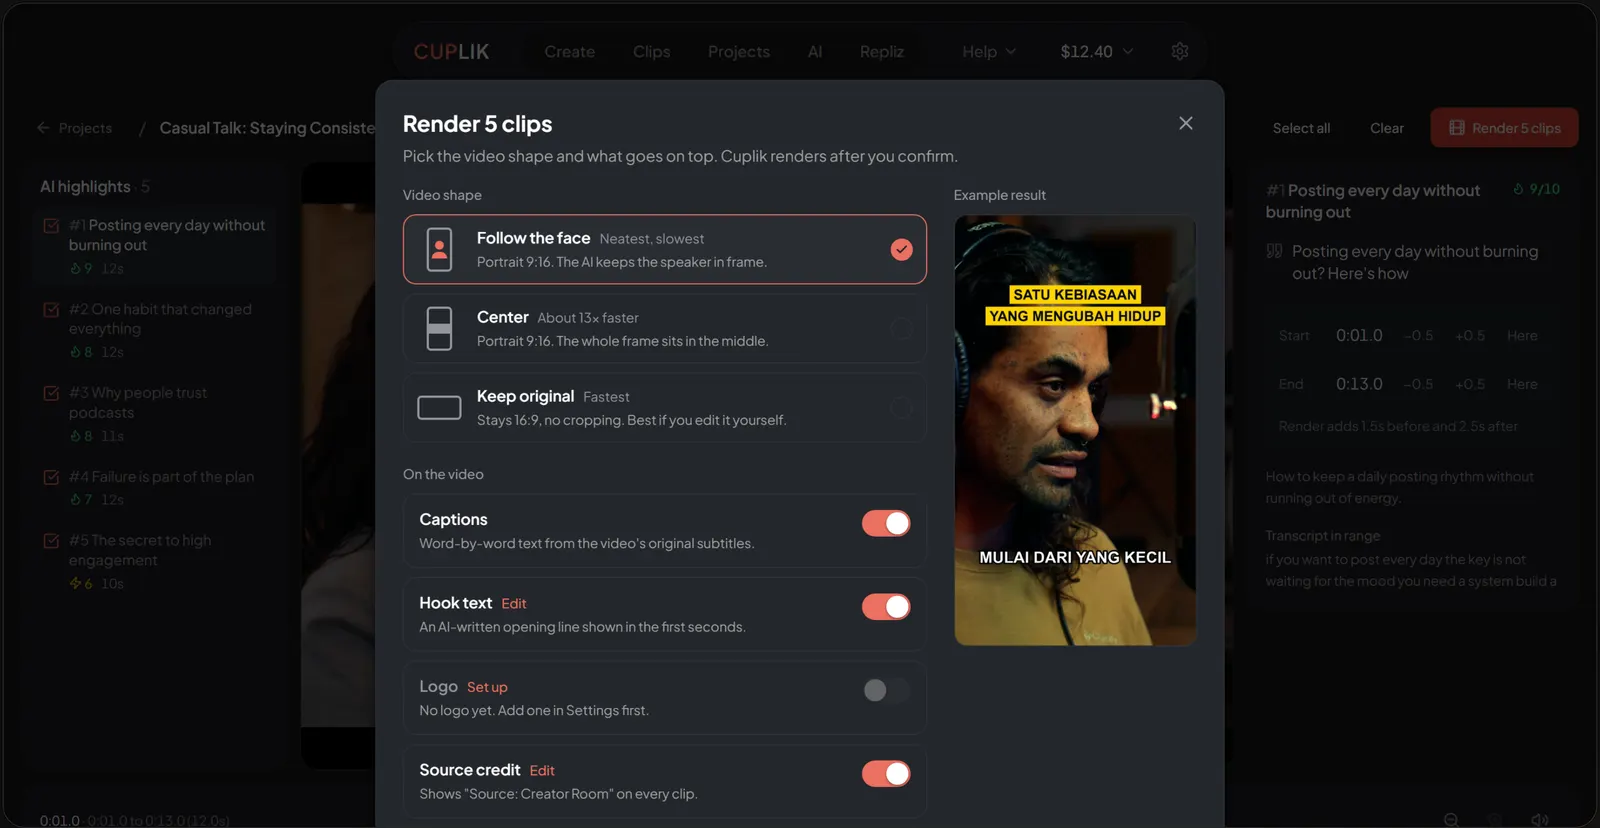 CUPLIK
Create
Clips
Projects
AI
Repliz
Help
$12.40
Projects
/
Casual Talk: Staying Consiste
Select all
Clear
Render 5 clips
AI highlights · 5
#1 Posting every day without
burning out
9 12s
#2 One habit that changed
everything
8 12s
#3 Why people trust
podcasts
8 11s
#4 Failure is part of the plan
7 12s
#5 The secret to high
engagement
6 10s
Render 5 clips
Pick the video shape and what goes on top. Cuplik renders after you confirm.
Video shape
Follow the face Neatest, slowest
Portrait 9:16. The AI keeps the speaker in frame.
Center About 13× faster
Portrait 9:16. The whole frame sits in the middle.
Keep original Fastest
Stays 16:9, no cropping. Best if you edit it yourself.
On the video
Captions
Word-by-word text from the video's original subtitles.
Hook text Edit
An AI-written opening line shown in the first seconds.
Logo Set up
No logo yet. Add one in Settings first.
Source credit Edit
Shows "Source: Creator Room" on every clip.
Example result
SATU KEBIASAAN
YANG MENGUBAH HIDUP
MULAI DARI YANG KECIL
#1 Posting every day without
burning out
9/10
Posting every day without burning
out? Here's how
Start 0:01.0 −0.5 +0.5 Here
End 0:13.0 −0.5 +0.5 Here
Render adds 1.5s before and 2.5s after
How to keep a daily posting rhythm without
running out of energy.
Transcript in range
if you want to post every day the key is not
waiting for the mood you need a system build a
0:01.0 · 0:01.0 to 0:13.0 (12.0s)